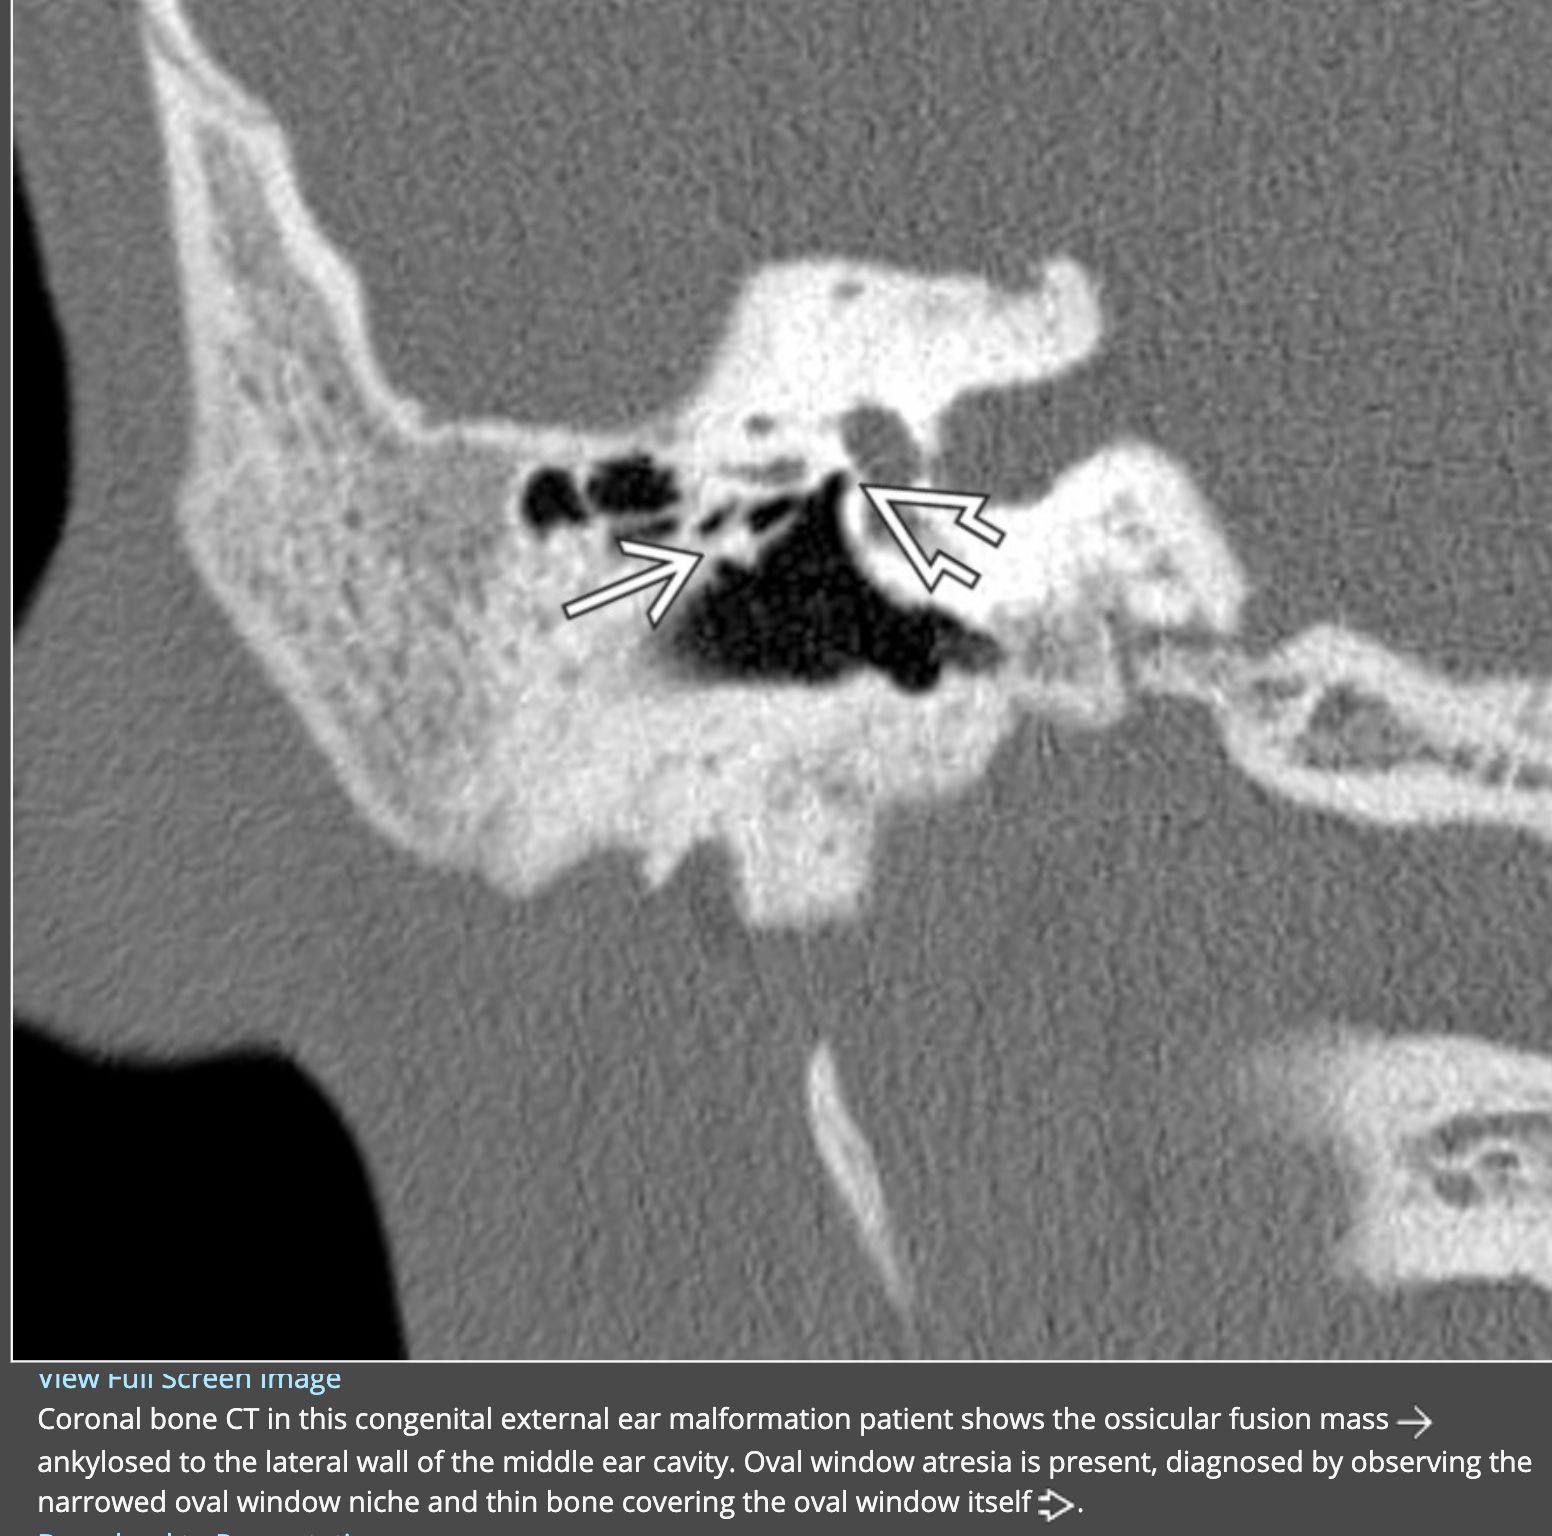 View Full Screen Image
Coronal bone CT in this congenital external ear malformation patient shows the ossicular fusion mass
ankylosed to the lateral wall of the middle ear cavity. Oval window atresia is present, diagnosed by observing the
narrowed oval window niche and thin bone covering the oval window itself .